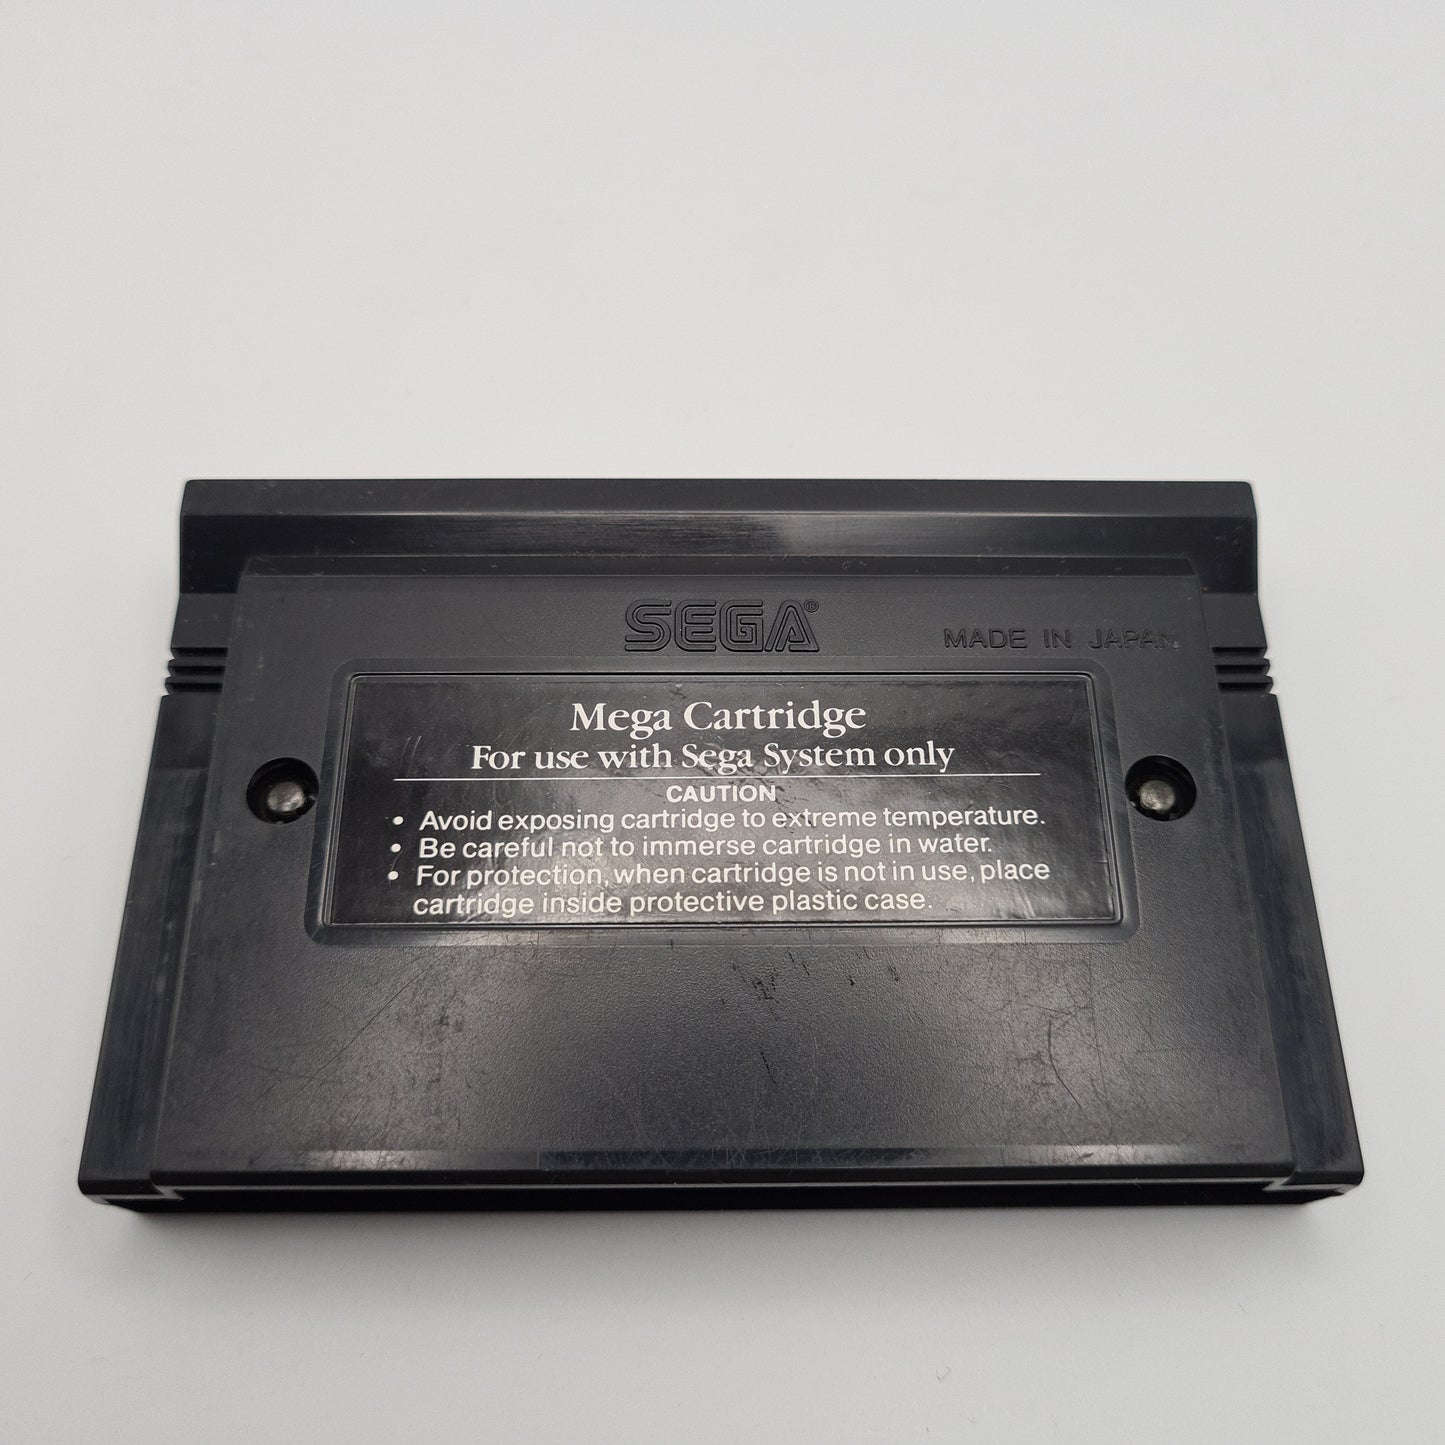 SEGA®
MADE IN JAPAN
Mega Cartridge
For use with Sega System only
CAUTION
• Avoid exposing cartridge to extreme temperature.
• Be careful not to immerse cartridge in water.
• For protection, when cartridge is not in use, place
cartridge inside protective plastic case.